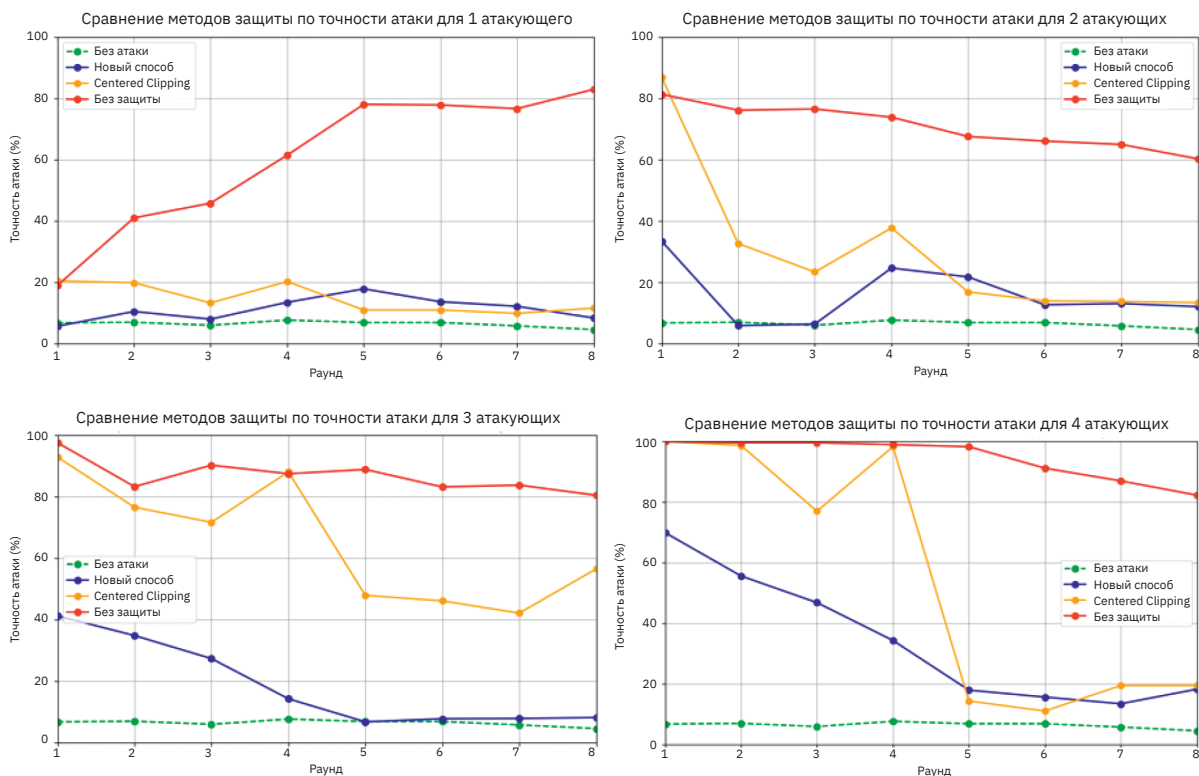 Сравнение методов защиты по точности атаки для 1 атакующего
100
80
60
40
20
0
Точность атаки (%)
Без атаки
Новый способ
Centered Clipping
Без защиты
1 2 3 4 5 6 7 8
Раунд
Сравнение методов защиты по точности атаки для 2 атакующих
100
80
60
40
20
0
Точность атаки (%)
Без атаки
Новый способ
Centered Clipping
Без защиты
1 2 3 4 5 6 7 8
Раунд
Сравнение методов защиты по точности атаки для 3 атакующих
100
80
60
40
20
0
Точность атаки (%)
Без атаки
Новый способ
Centered Clipping
Без защиты
1 2 3 4 5 6 7 8
Раунд
Сравнение методов защиты по точности атаки для 4 атакующих
100
80
60
40
20
0
Точность атаки (%)
Без атаки
Новый способ
Centered Clipping
Без защиты
1 2 3 4 5 6 7 8
Раунд